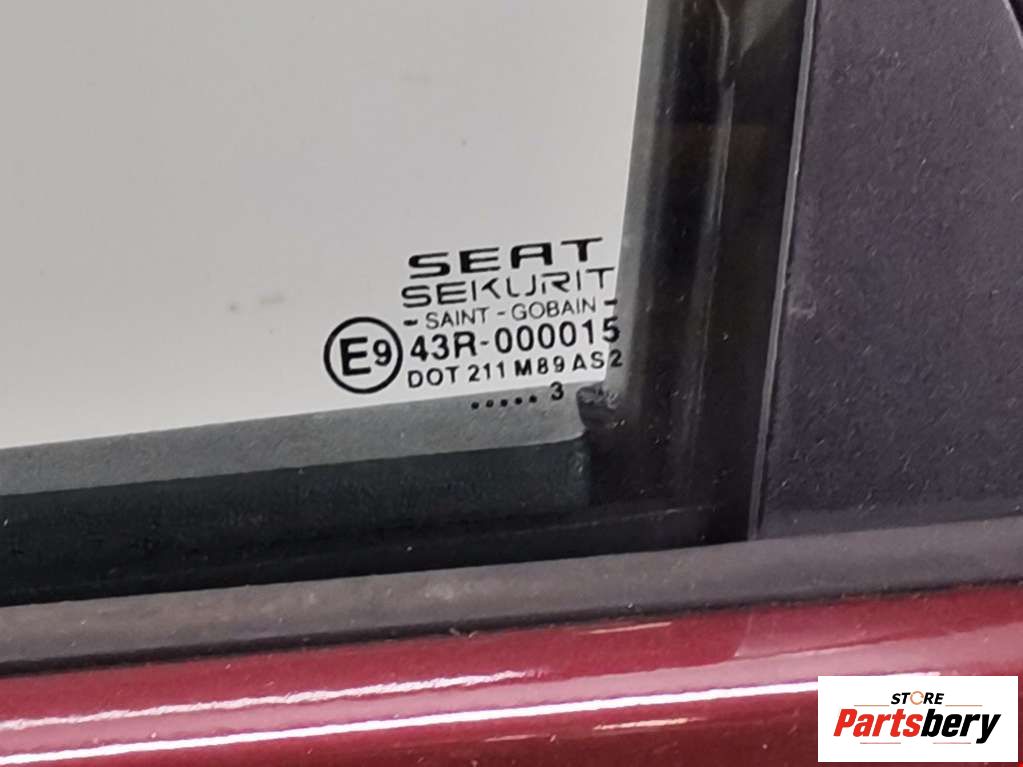 SEAT
SEKURIT
- SAINT - GOBAIN -
E9 43R-000015
DOT 211 M89 AS2
..... 3
STORE
Partsbery